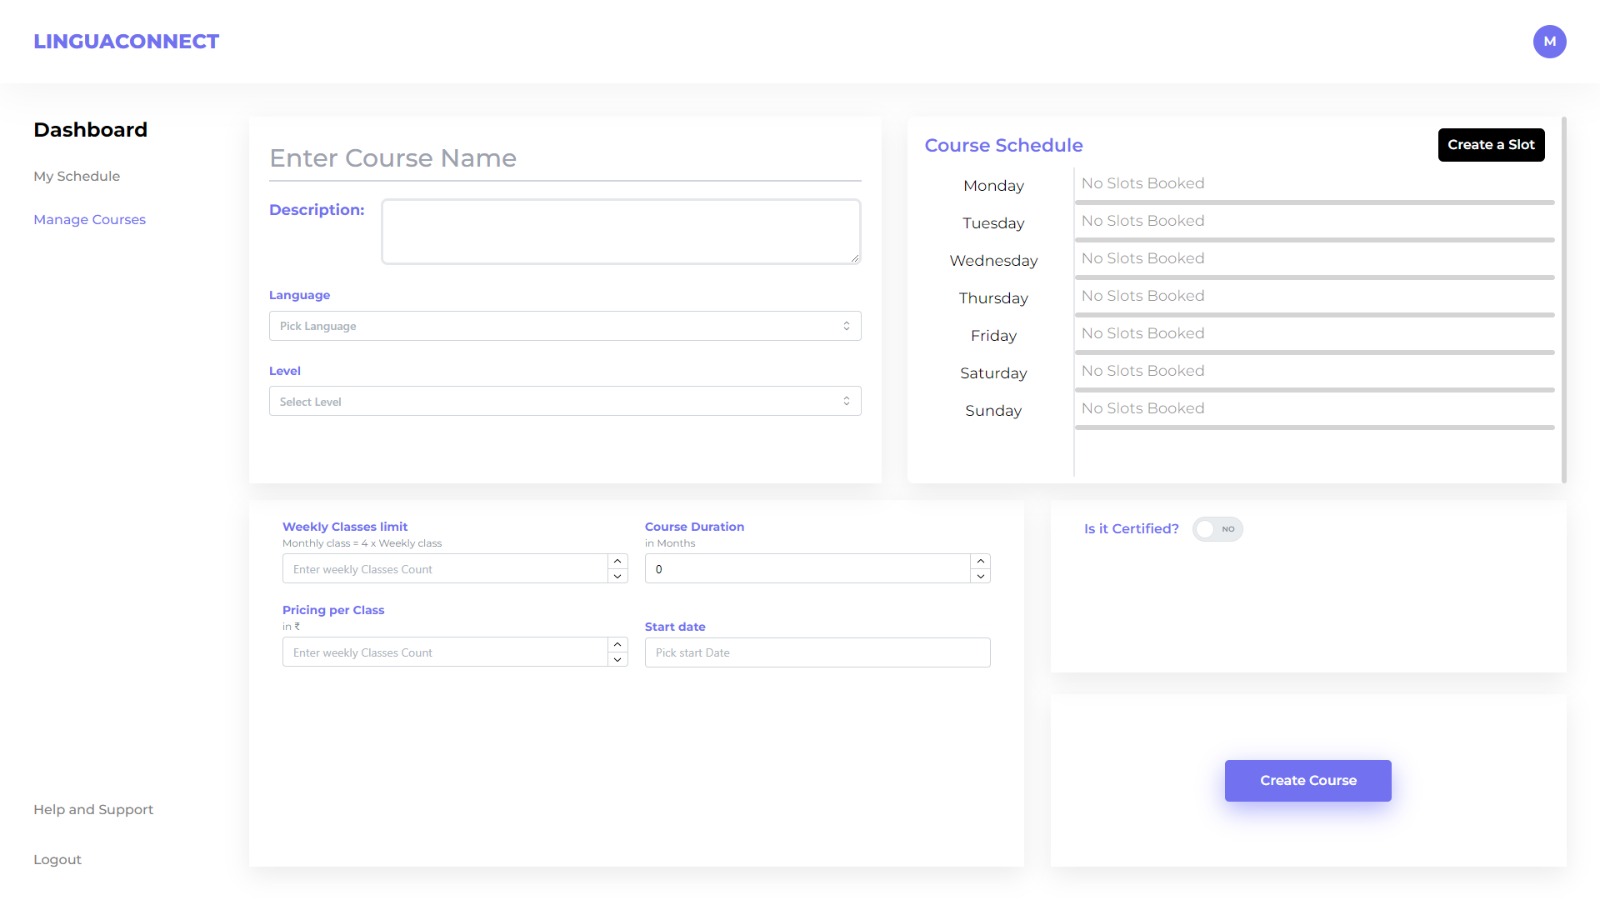 LINGUACONNECT
M
Dashboard
My Schedule
Manage Courses
Help and Support
Logout
Enter Course Name
Description:
Language
Pick Language
Level
Select Level
Course Schedule
Create a Slot
Monday No Slots Booked
Tuesday No Slots Booked
Wednesday No Slots Booked
Thursday No Slots Booked
Friday No Slots Booked
Saturday No Slots Booked
Sunday No Slots Booked
Weekly Classes limit
Monthly class = 4 x Weekly class
Enter weekly Classes Count
Course Duration
in Months
0
Pricing per Class
in ₹
Enter weekly Classes Count
Start date
Pick start Date
Is it Certified? NO
Create Course